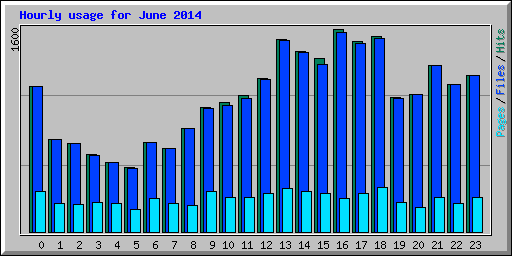 Hourly usage for June 2014
1600
Pages/Files/Hits
0 1 2 3 4 5 6 7 8 9 10 11 12 13 14 15 16 17 18 19 20 21 22 23